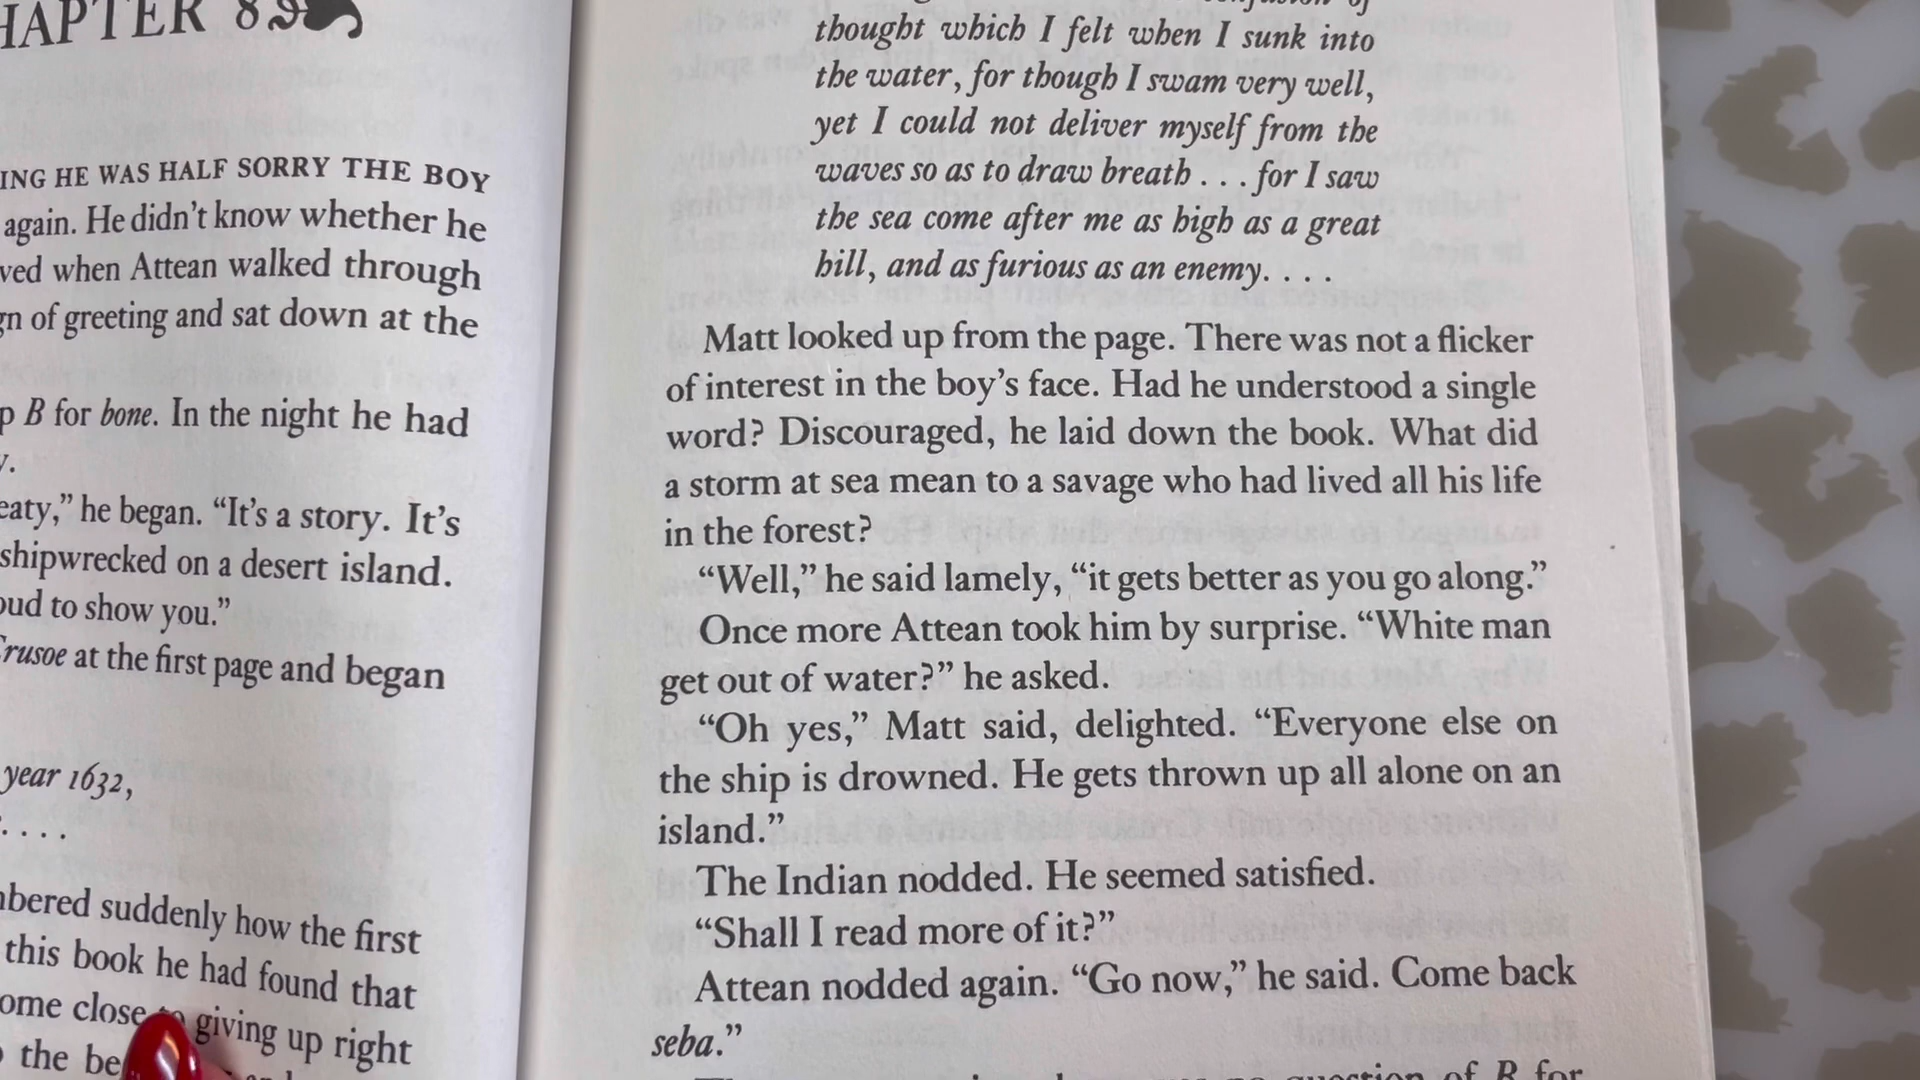 CHAPTER 8
ING HE WAS HALF SORRY THE BOY
again. He didn't know whether he
ved when Attean walked through
gn of greeting and sat down at the
p B for bone. In the night he had
y.
eaty," he began. "It's a story. It's
shipwrecked on a desert island.
oud to show you."
Crusoe at the first page and began
year 1632,
. . . .
bered suddenly how the first
this book he had found that
ome close to giving up right
the be
thought which I felt when I sunk into
the water, for though I swam very well,
yet I could not deliver myself from the
waves so as to draw breath . . . for I saw
the sea come after me as high as a great
hill, and as furious as an enemy. . . .
Matt looked up from the page. There was not a flicker
of interest in the boy's face. Had he understood a single
word? Discouraged, he laid down the book. What did
a storm at sea mean to a savage who had lived all his life
in the forest?
"Well," he said lamely, "it gets better as you go along."
Once more Attean took him by surprise. "White man
get out of water?" he asked.
"Oh yes," Matt said, delighted. "Everyone else on
the ship is drowned. He gets thrown up all alone on an
island."
The Indian nodded. He seemed satisfied.
"Shall I read more of it?"
Attean nodded again. "Go now," he said. Come back
seba."
question of B for